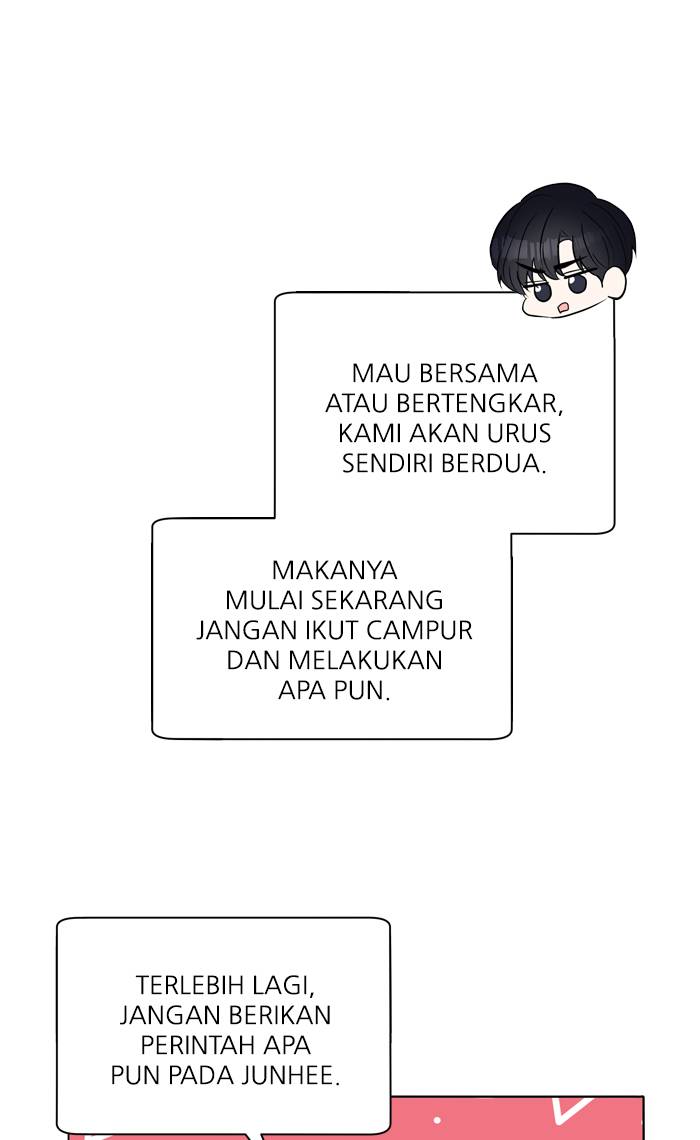 MAU BERSAMA
ATAU BERTENGKAR,
KAMI AKAN URUS
SENDIRI BERDUA.
MAKANYA
MULAI SEKARANG
JANGAN IKUT CAMPUR
DAN MELAKUKAN
APA PUN.
TERLEBIH LAGI,
JANGAN BERIKAN
PERINTAH APA
PUN PADA JUNHEE.